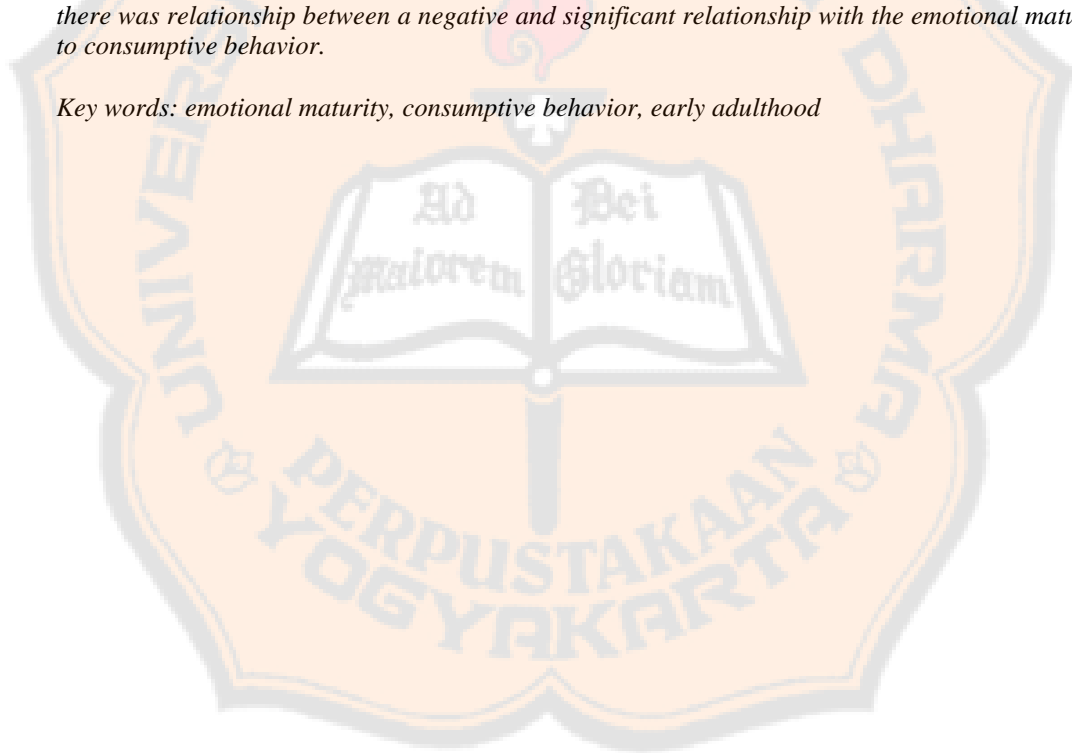 there was relationship between a negative and significant relationship with the emotional
to consumptive behavior.
Key words: emotional maturity, consumptive behavior, early adulthood
Ad Maiorem
Dei Gloriam
DHARMA
PERPUSTAKAAN
YOGYAKARTA